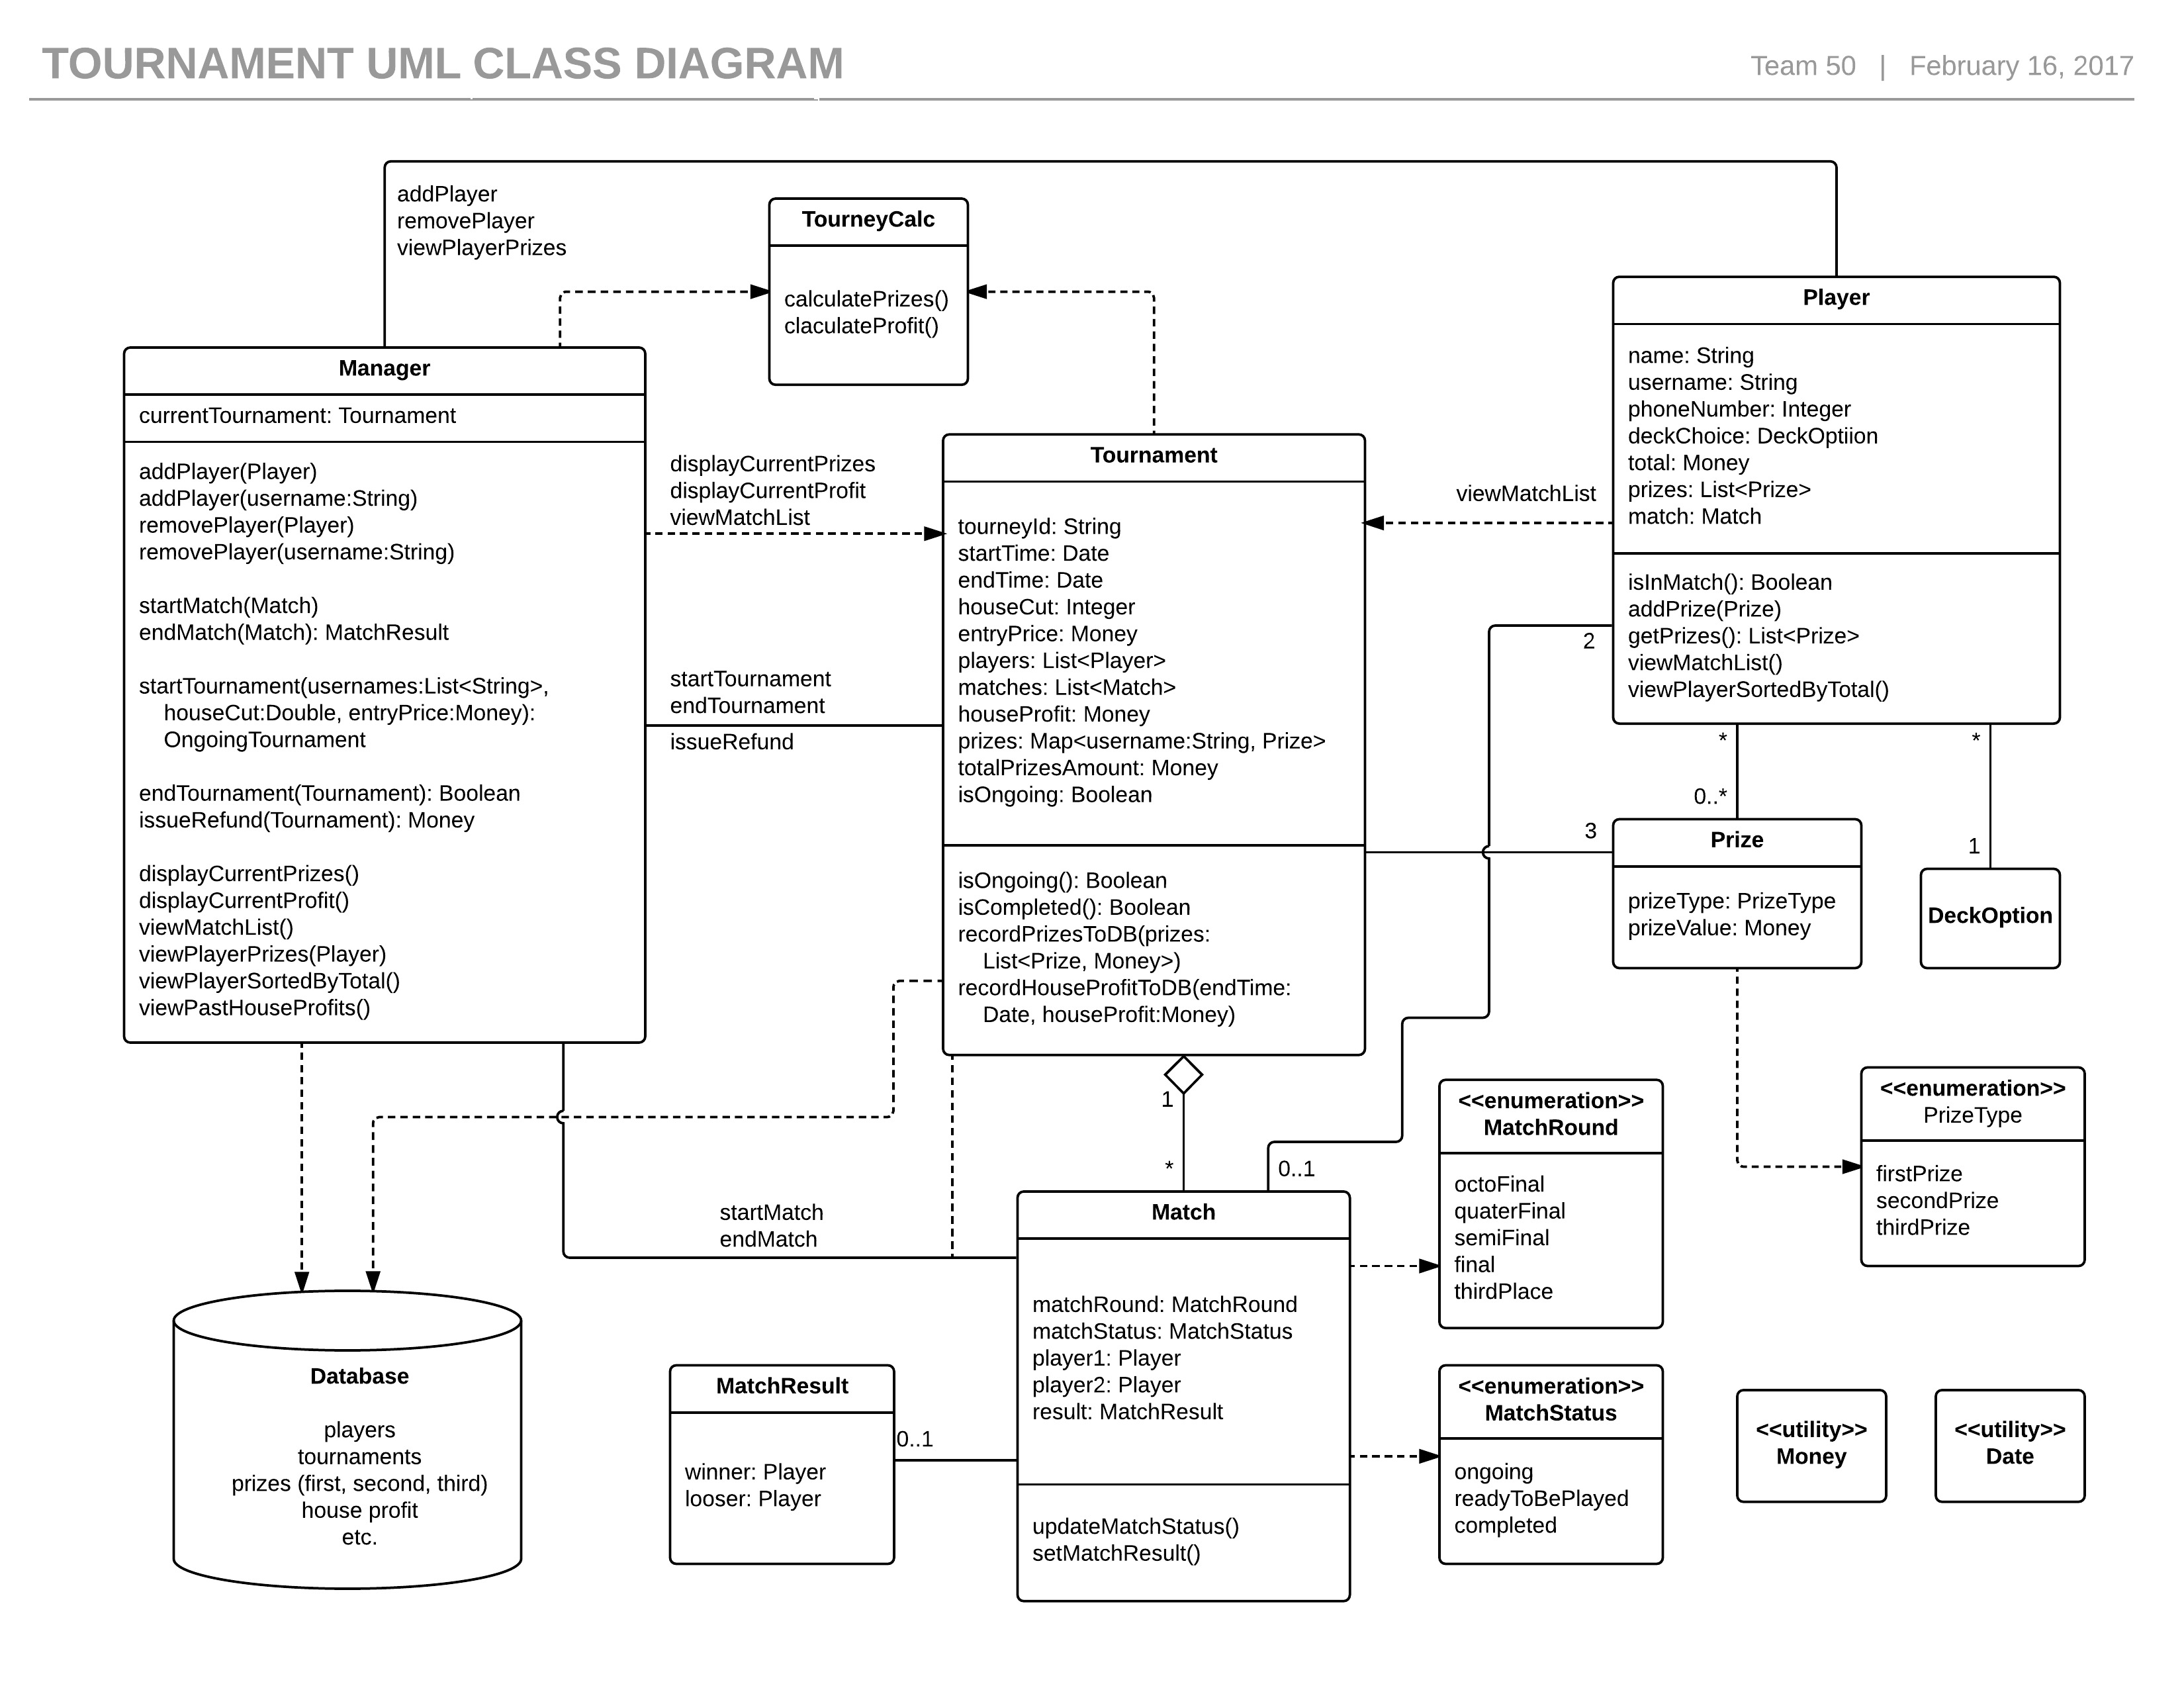 TOURNAMENT UML CLASS DIAGRAM
Team 50 | February 16, 2017
addPlayer
removePlayer
viewPlayerPrizes
TourneyCalc
calculatePrizes()
claculateProfit()
Manager
currentTournament: Tournament
addPlayer(Player)
addPlayer(username:String)
removePlayer(Player)
removePlayer(username:String)
startMatch(Match)
endMatch(Match): MatchResult
startTournament(usernames:List<String>,
houseCut:Double, entryPrice:Money):
OngoingTournament
endTournament(Tournament): Boolean
issueRefund(Tournament): Money
displayCurrentPrizes()
displayCurrentProfit()
viewMatchList()
viewPlayerPrizes(Player)
viewPlayerSortedByTotal()
viewPastHouseProfits()
displayCurrentPrizes
displayCurrentProfit
viewMatchList
startTournament
endTournament
issueRefund
Tournament
tourneyId: String
startTime: Date
endTime: Date
houseCut: Integer
entryPrice: Money
players: List<Player>
matches: List<Match>
houseProfit: Money
prizes: Map<username:String, Prize>
totalPrizesAmount: Money
isOngoing: Boolean
isOngoing(): Boolean
isCompleted(): Boolean
recordPrizesToDB(prizes:
List<Prize, Money>)
recordHouseProfitToDB(endTime:
Date, houseProfit:Money)
viewMatchList
Player
name: String
username: String
phoneNumber: Integer
deckChoice: DeckOptiion
total: Money
prizes: List<Prize>
match: Match
isInMatch(): Boolean
addPrize(Prize)
getPrizes(): List<Prize>
viewMatchList()
viewPlayerSortedByTotal()
2
*
0..*
*
1
3
Prize
prizeType: PrizeType
prizeValue: Money
DeckOption
1
*
0..1
<<enumeration>>
MatchRound
octoFinal
quaterFinal
semiFinal
final
thirdPlace
<<enumeration>>
PrizeType
firstPrize
secondPrize
thirdPrize
startMatch
endMatch
Match
matchRound: MatchRound
matchStatus: MatchStatus
player1: Player
player2: Player
result: MatchResult
updateMatchStatus()
setMatchResult()
Database
players
tournaments
prizes (first, second, third)
house profit
etc.
MatchResult
winner: Player
looser: Player
0..1
<<enumeration>>
MatchStatus
ongoing
readyToBePlayed
completed
<<utility>>
Money
<<utility>>
Date